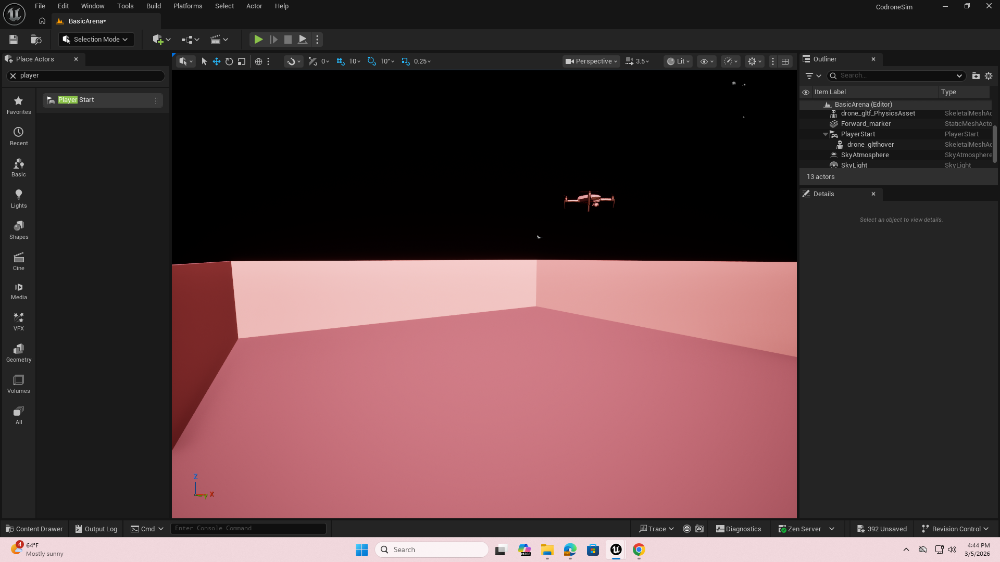 File Edit Window Tools Build Platforms Select Actor Help
CodroneSim
BasicArena*
Selection Mode
Place Actors
player
Player Start
Favorites
Recent
Basic
Lights
Shapes
Cine
Media
VFX
Geometry
Volumes
All
0 10 10° 0.25
Perspective 3.5 Lit
Z
X
Y
Outliner
Search...
Item Label Type
BasicArena (Editor)
drone_gltf_PhysicsAsset SkeletalMeshAc
Forward_marker StaticMeshActo
PlayerStart PlayerStart
drone_gltfhover SkeletalMeshAc
SkyAtmosphere SkyAtmosphere
SkyLight SkyLight
13 actors
Details
Select an object to view details.
Content Drawer Output Log Cmd Enter Console Command
Trace Diagnostics Zen Server 392 Unsaved Revision Control
4
64°F
Mostly sunny
Search
M365
4:44 PM
3/5/2026